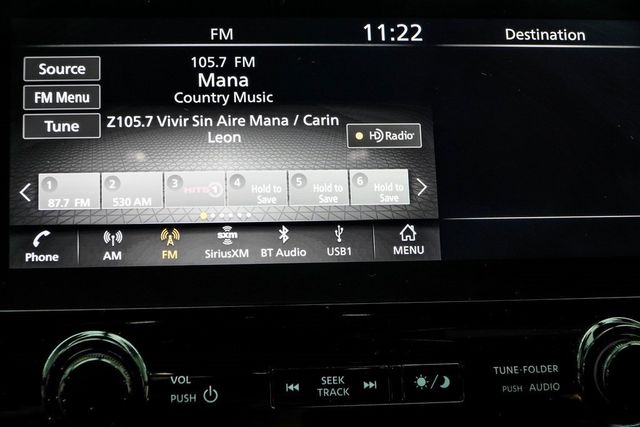 FM 11:22 Destination
Source
FM Menu
Tune
105.7 FM
Mana
Country Music
Z105.7 Vivir Sin Aire Mana / Carin
Leon
HD Radio
1 87.7 FM
2 530 AM
3 HITS 1
4 Hold to Save
5 Hold to Save
6 Hold to Save
Phone
AM
FM
sxm
SiriusXM
BT Audio
USB1
MENU
VOL
PUSH
SEEK
TRACK
TUNE-FOLDER
PUSH AUDIO